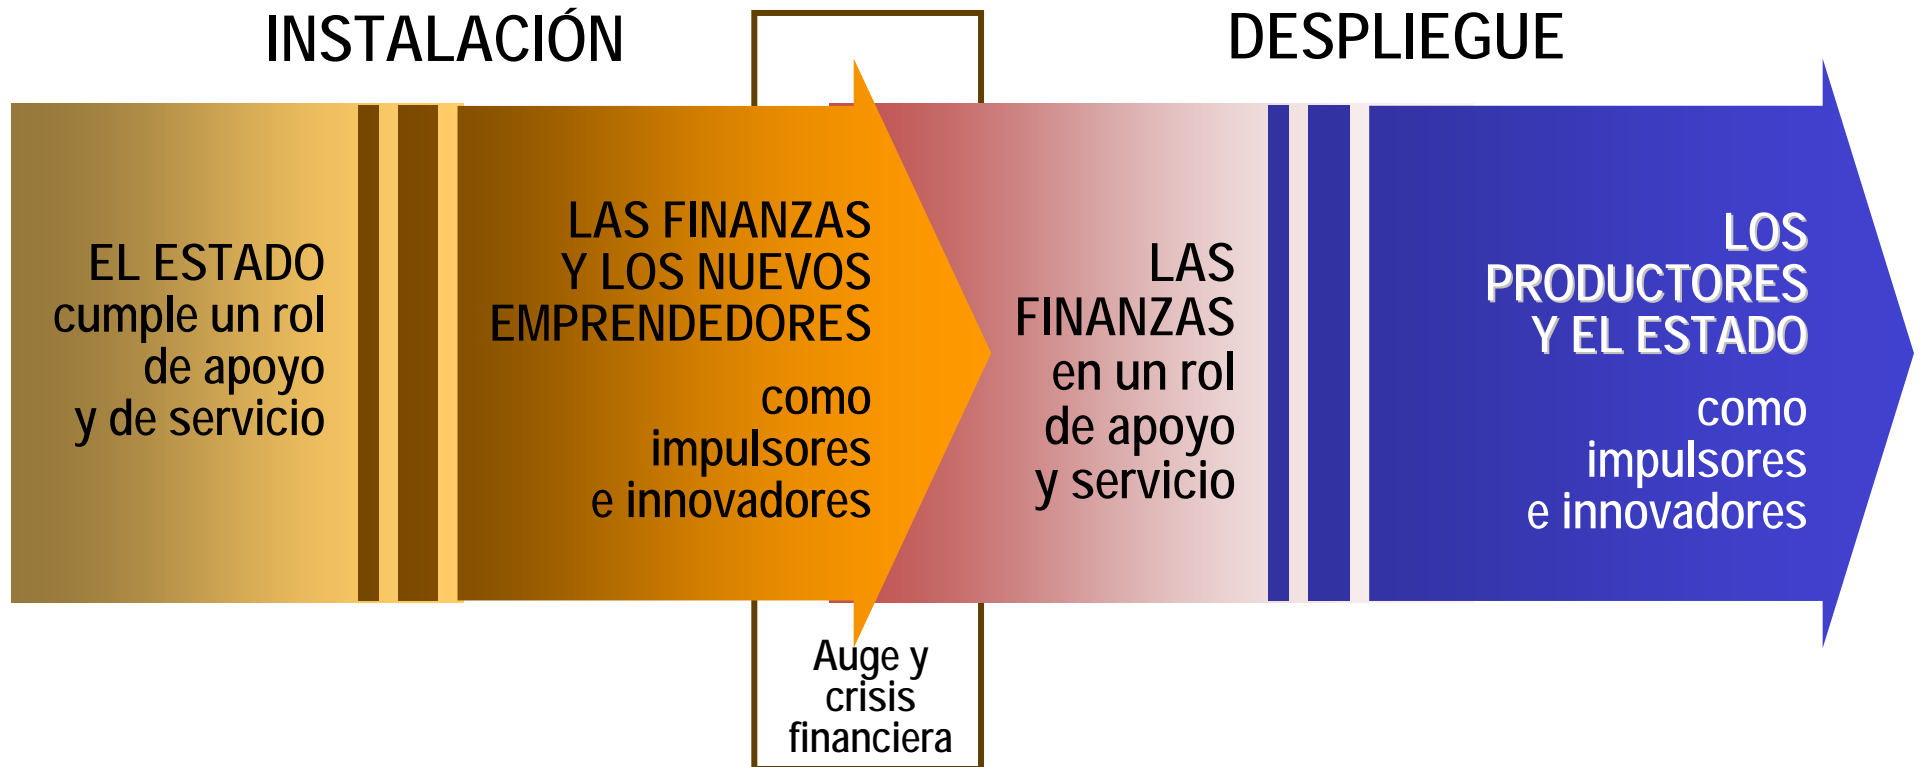 INSTALACIÓN
DESPLIEGUE
EL ESTADO
cumple un rol
de apoyo
y de servicio
LAS FINANZAS
Y LOS NUEVOS
EMPRENDEDORES
como
impulsores
e innovadores
LAS
FINANZAS
en un rol
de apoyo
y servicio
LOS
PRODUCTORES
Y EL ESTADO
como
impulsores
e innovadores
Auge y
crisis
financiera